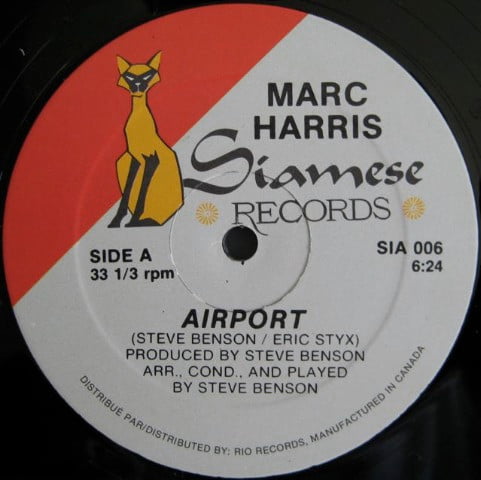 MARC
HARRIS
Siamese
RECORDS
SIDE A
33 1/3 rpm
SIA 006
6:24
AIRPORT
(STEVE BENSON / ERIC STYX)
PRODUCED BY STEVE BENSON
ARR., COND., AND PLAYED
BY STEVE BENSON
DISTRIBUÉ PAR/DISTRIBUTED BY: RIO RECORDS, MANUFACTURED IN CANADA